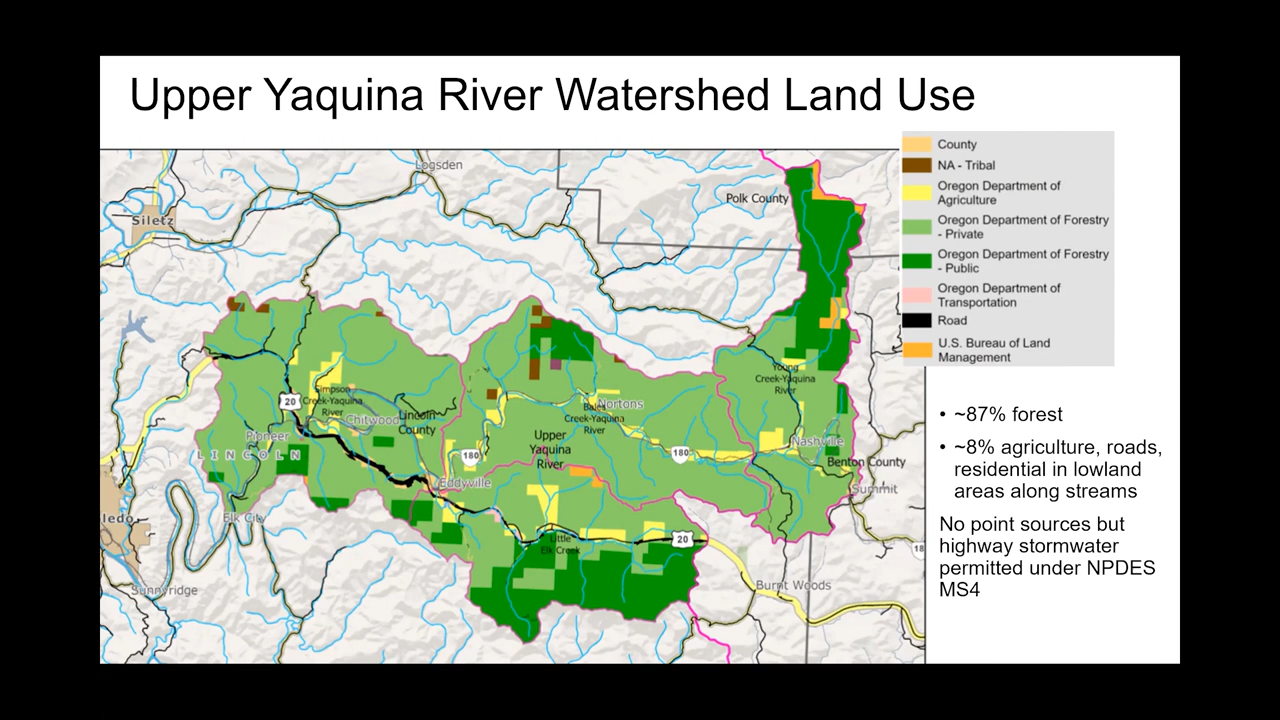 Upper Yaquina River Watershed Land Use
County
NA - Tribal
Oregon Department of
Agriculture
Oregon Department of Forestry
- Private
Oregon Department of Forestry
- Public
Oregon Department of
Transportation
Road
U.S. Bureau of Land
Management
• ~87% forest
• ~8% agriculture, roads,
residential in lowland
areas along streams
No point sources but
highway stormwater
permitted under NPDES
MS4
Logsden
Siletz
Polk County
Young
Creek-Yaquina
River
Simpson
Creek-Yaquina
River
20
Chitwood
Lincoln
County
Nortons
Bales
Creek-Yaquina
River
Pioneer
LINCOLN
Upper
Yaquina
River
180
180
Nashville
Benton County
Eddyville
Summit
Elk City
ledo
Little
Elk Creek
20
18
Sunnyridge
Burnt Woods